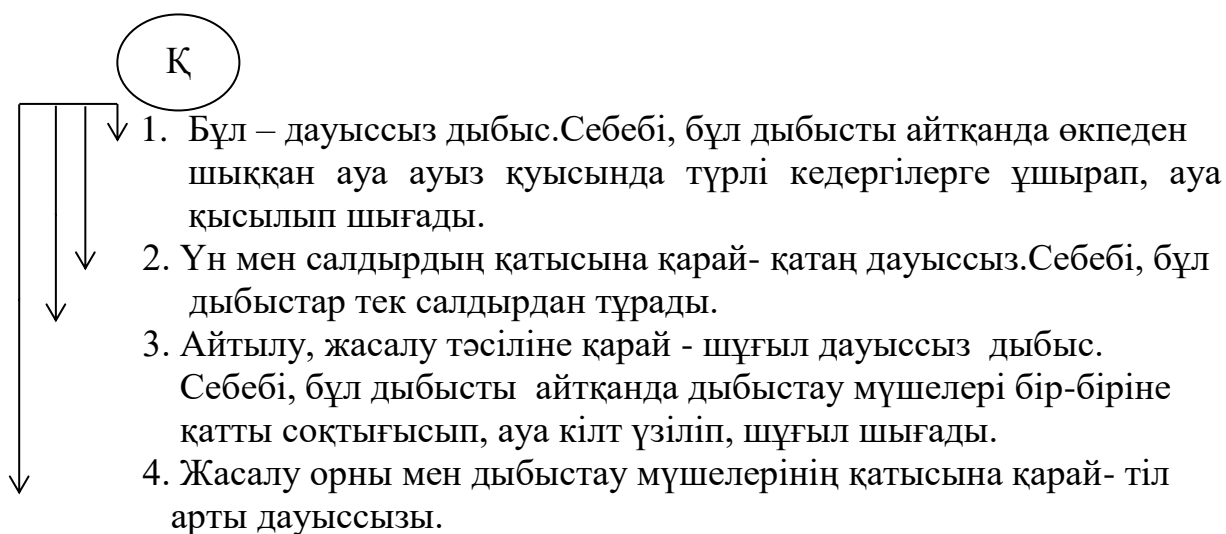 Қ
1. Бұл – дауыссыз дыбыс.Себебі, бұл дыбысты айтқанда өкпеден
шыққан ауа ауыз қуысында түрлі кедергілерге ұшырап, ауа
қысылып шығады.
2. Үн мен салдырдың қатысына қарай- қатаң дауыссыз.Себебі, бұл
дыбыстар тек салдырдан тұрады.
3. Айтылу, жасалу тәсіліне қарай - шұғыл дауыссыз дыбыс.
Себебі, бұл дыбысты айтқанда дыбыстау мүшелері бір-біріне
қатты соқтығысып, ауа кілт үзіліп, шұғыл шығады.
4. Жасалу орны мен дыбыстау мүшелерінің қатысына қарай- тіл
арты дауыссызы.